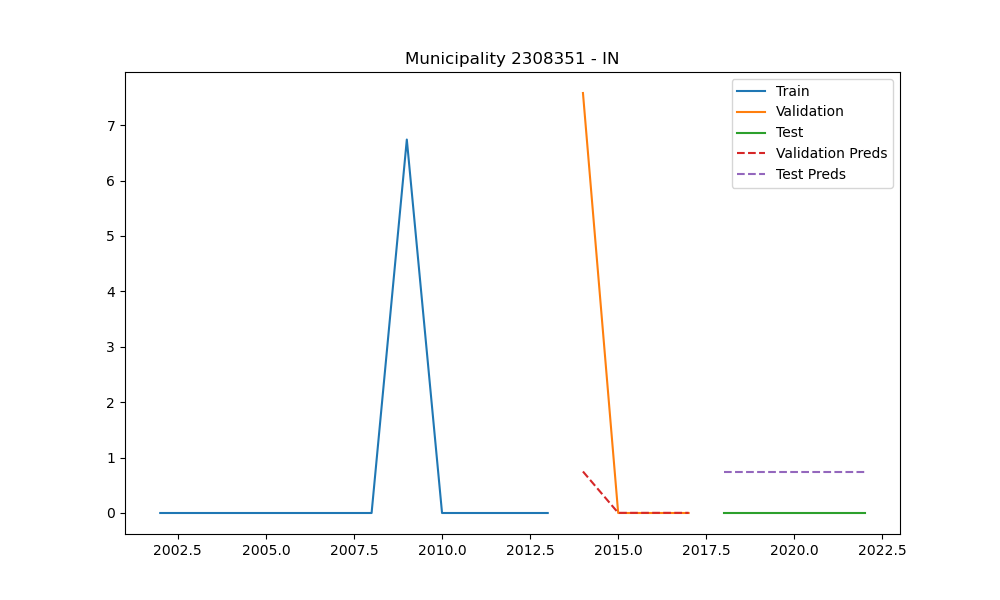 Municipality 2308351 - IN
Train
Validation
Test
Validation Preds
Test Preds
7
6
5
4
3
2
1
0
2002.5 2005.0 2007.5 2010.0 2012.5 2015.0 2017.5 2020.0 2022.5